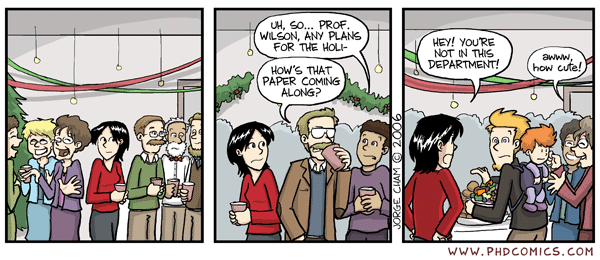 UH, SO... PROF.
WILSON, ANY PLANS
FOR THE HOLI-
HOW'S THAT
PAPER COMING
ALONG?
JORGE CHAM © 2006
HEY! YOU'RE
NOT IN THIS
DEPARTMENT!
awww,
how cute!
WWW.PHDCOMICS.COM